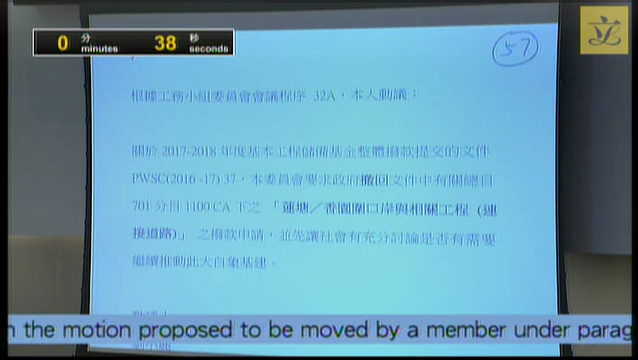 0 分 minutes 38 秒 seconds
57
根據工務小組委員會會議程序 32A，本人動議：
關於 2017-2018 年度基本工程儲備基金整體撥款提交的文件
PWSC(2016 -17) 37，本委員會要求政府撤回文件中有關總目
701 分目 1100 CA 下之 「蓮塘／香園圍口岸與相關工程 (連
接道路)」 之撥款申請，並先讓社會有充分討論是否有需要
繼續推動此大白象基建。
the motion proposed to be moved by a member under